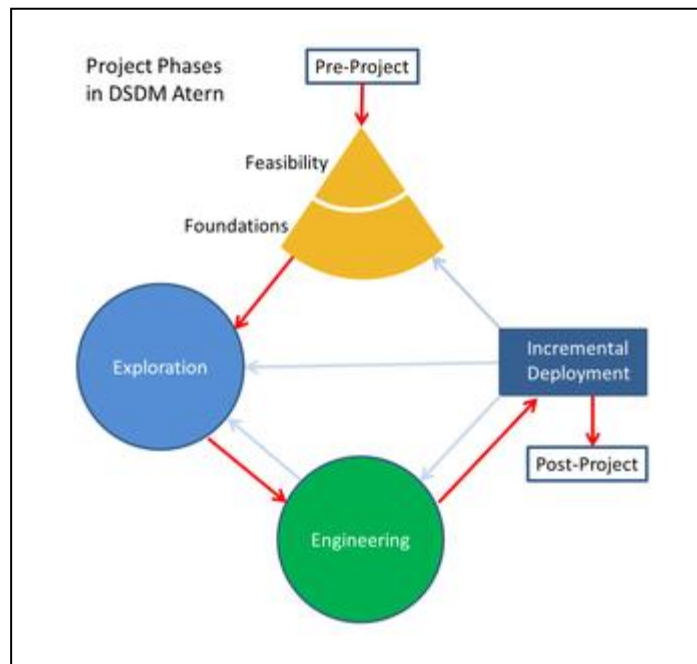 Project Phases
in DSDM Atern
Pre-Project
Feasibility
Foundations
Exploration
Incremental
Deployment
Post-Project
Engineering